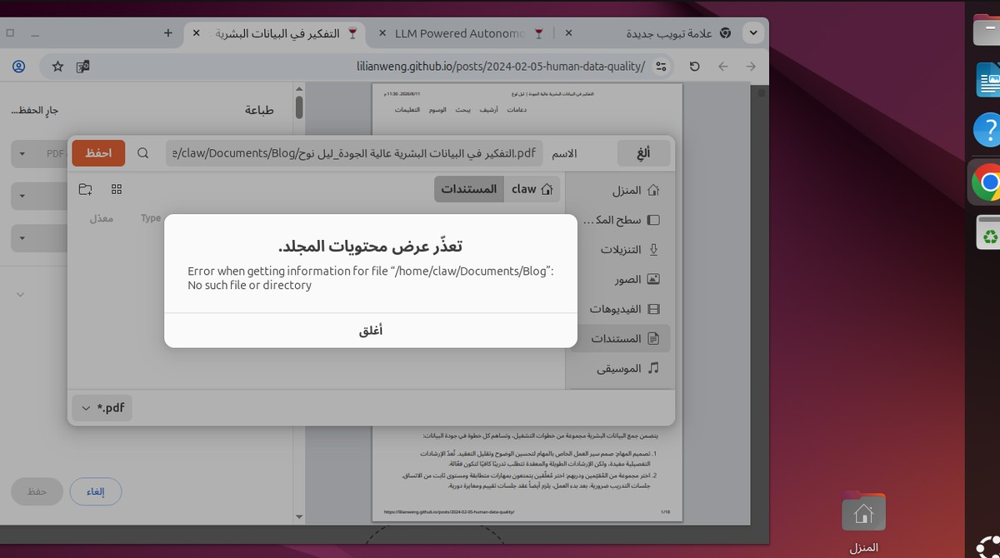 علامة تبويب جديدة
LLM Powered Autonomo
التفكير في البيانات البشرية
lilianweng.github.io/posts/2024-02-05-human-data-quality/
طباعة
جارٍ الحفظ...
PDF
التفكير في البيانات البشرية عالية الجودة | ليل نوج
دعامات أرشيف يبحث الوسوم التعليمات
ألغِ
الاسم
e/claw/Documents/Blog/التفكير في البيانات البشرية عالية الجودة_ليل نوح.pdf
احفظ
المنزل
سطح المك...
التنزيلات
الصور
الفيديوهات
المستندات
الموسيقى
claw
المستندات
Type
معدّل
تعذّر عرض محتويات المجلد.
Error when getting information for file “/home/claw/Documents/Blog”:
No such file or directory
أغلق
*.pdf
يتضمن جمع البيانات البشرية مجموعة من خطوات التشغيل، وتساهم كل خطوة في جودة البيانات:
1. تصميم المهام: صمم سير العمل الخاص بالمهام لتحسين الوضوح وتقليل التعقيد. تُعدّ الإرشادات
التفصيلية مفيدة، ولكن الإرشادات الطويلة والمعقدة تتطلب تدريبًا كافيًا لتكون فعّالة.
2. اختر مجموعة من المُقيّمين ودربهم: اختر مُعلّقين يتمتعون بمهارات متطابقة ومستوى ثابت من الاتساق.
جلسات التدريب ضرورية. بعد بدء العمل، يلزم أيضاً عقد جلسات تقييم ومعايرة دورية.
https://lilianweng.github.io/posts/2024-02-05-human-data-quality/
1/18
إلغاء
حفظ
المنزل